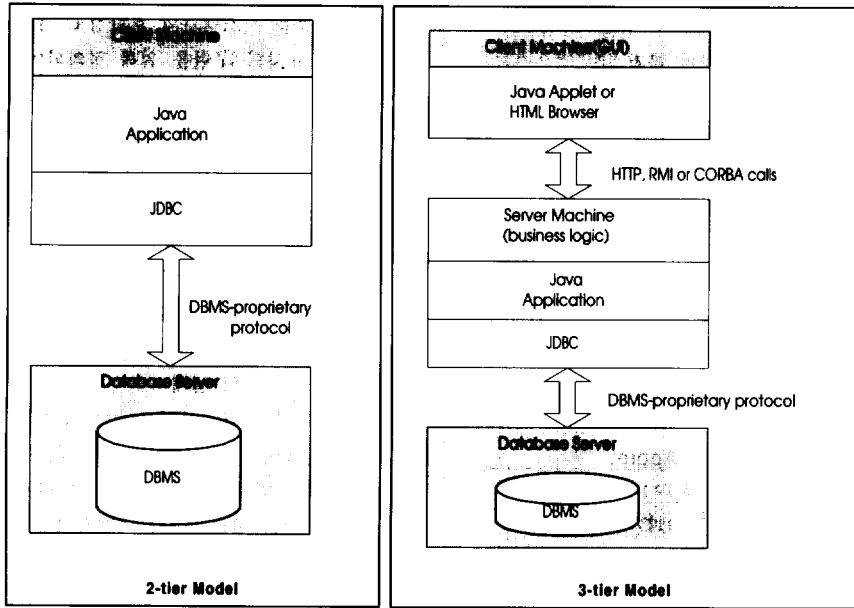 Client Machine
Java
Application
JDBC
DBMS-proprietary
protocol
Database Server
DBMS
2-tier Model
Client Machine(GUI)
Java Applet or
HTML Browser
HTTP, RMI or CORBA calls
Server Machine
(business logic)
Java
Application
JDBC
DBMS-proprietary protocol
Database Server
DBMS
3-tier Model